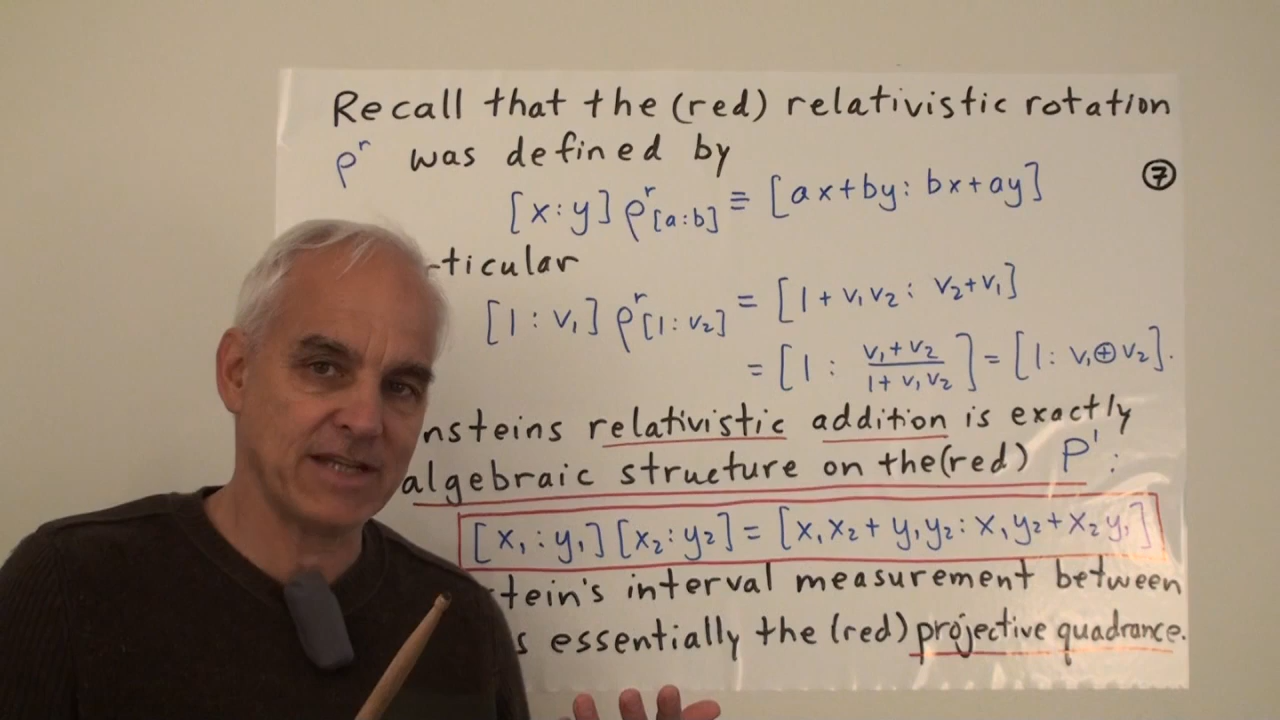 Recall that the (red) relativistic rotation
ρʳ was defined by
⑦
[x:y] ρʳ[a:b] ≡ [ax+by: bx+ay]
ticular
[1:v₁] ρʳ[1:v₂] = [1+v₁v₂: v₂+v₁]
= [1: (v₁+v₂)/(1+v₁v₂)] = [1: v₁⊕v₂].
nsteins relativistic addition is exactly
algebraic structure on the (red) P¹:
[x₁:y₁][x₂:y₂] = [x₁x₂+y₁y₂: x₁y₂+x₂y₁]
tein's interval measurement between
s essentially the (red) projective quadrance.